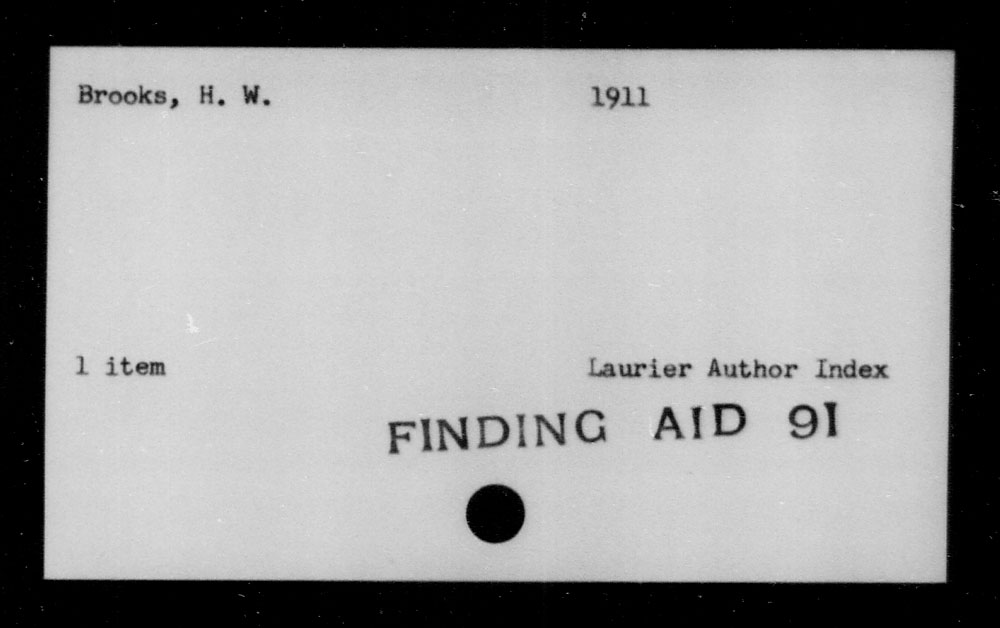 Brooks, H. W. 1911
1 item Laurier Author Index
FINDING AID 91